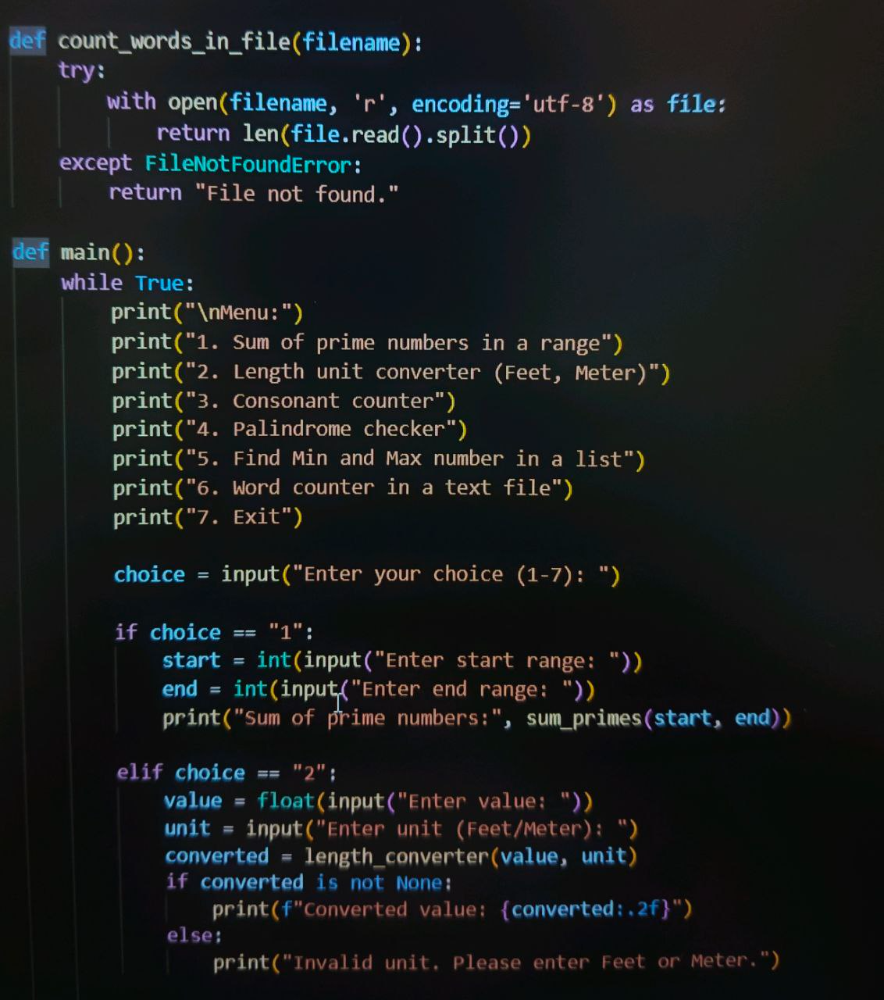 def count_words_in_file(filename):
    try:
        with open(filename, 'r', encoding='utf-8') as file:
            return len(file.read().split())
    except FileNotFoundError:
        return "File not found."

def main():
    while True:
        print("\nMenu:")
        print("1. Sum of prime numbers in a range")
        print("2. Length unit converter (Feet, Meter)")
        print("3. Consonant counter")
        print("4. Palindrome checker")
        print("5. Find Min and Max number in a list")
        print("6. Word counter in a text file")
        print("7. Exit")

        choice = input("Enter your choice (1-7): ")

        if choice == "1":
            start = int(input("Enter start range: "))
            end = int(input("Enter end range: "))
            print("Sum of prime numbers:", sum_primes(start, end))

        elif choice == "2":
            value = float(input("Enter value: "))
            unit = input("Enter unit (Feet/Meter): ")
            converted = length_converter(value, unit)
            if converted is not None:
                print(f"Converted value: {converted:.2f}")
            else:
                print("Invalid unit. Please enter Feet or Meter.")